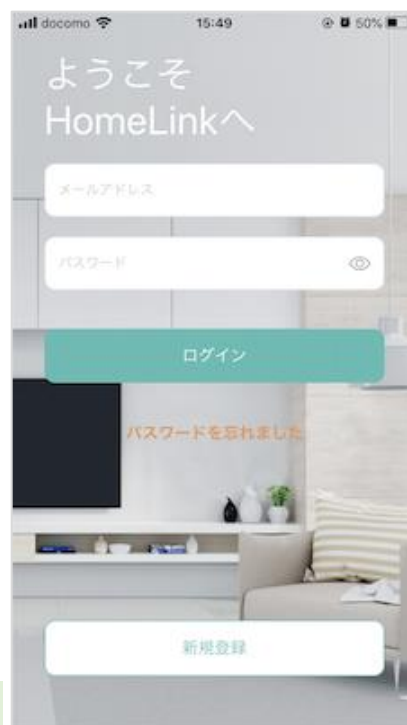 docomo 15:49 50%
ようこそ
HomeLinkへ
メールアドレス
パスワード
ログイン
パスワードを忘れました
新規登録